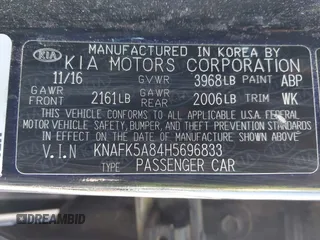 MANUFACTURED IN KOREA BY
KIA KIA MOTORS CORPORATION
11/16 GVWR 3968LB PAINT ABP
GAWR FRONT 2161LB GAWR REAR 2006LB TRIM WK
THIS VEHICLE CONFORMS TO ALL APPLICABLE U.S.A. FEDERAL
MOTOR VEHICLE SAFETY, BUMPER, AND THEFT PREVENTION STANDARDS
IN EFFECT ON THE DATE OF MANUFACTURE SHOWN ABOVE.
V.I.N KNAFK5A84H5696833
TYPE : PASSENGER CAR
DREAMBID